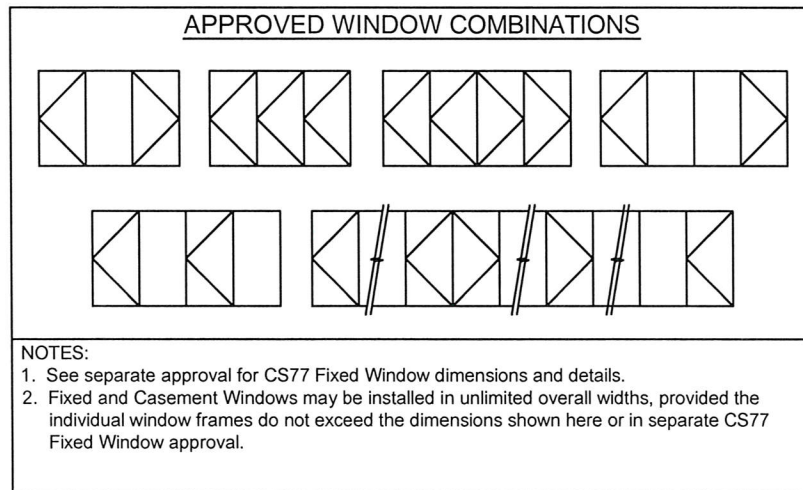 APPROVED WINDOW COMBINATIONS
NOTES:
1. See separate approval for CS77 Fixed Window dimensions and details.
2. Fixed and Casement Windows may be installed in unlimited overall widths, provided the
individual window frames do not exceed the dimensions shown here or in separate CS77
Fixed Window approval.